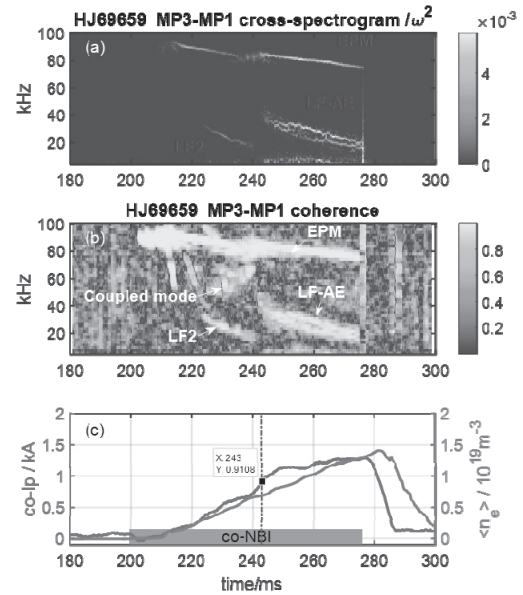 HJ69659 MP3-MP1 cross-spectrogram /ω²
×10⁻³
(a)
EPM
LF-AE
LF2
kHz
100
80
60
40
20
4
2
0
180 200 220 240 260 280 300
HJ69659 MP3-MP1 coherence
(b)
EPM
Coupled mode
LF-AE
LF2
kHz
100
80
60
40
20
0
0.8
0.6
0.4
0.2
180 200 220 240 260 280 300
(c)
X: 243
Y: 0.9108
co-NBI
co-Ip / kA
2
1.5
1
0.5
0
<nₑ> / 10¹⁹m⁻³
2
1.5
1
0.5
0
180 200 220 240 260 280 300
time/ms